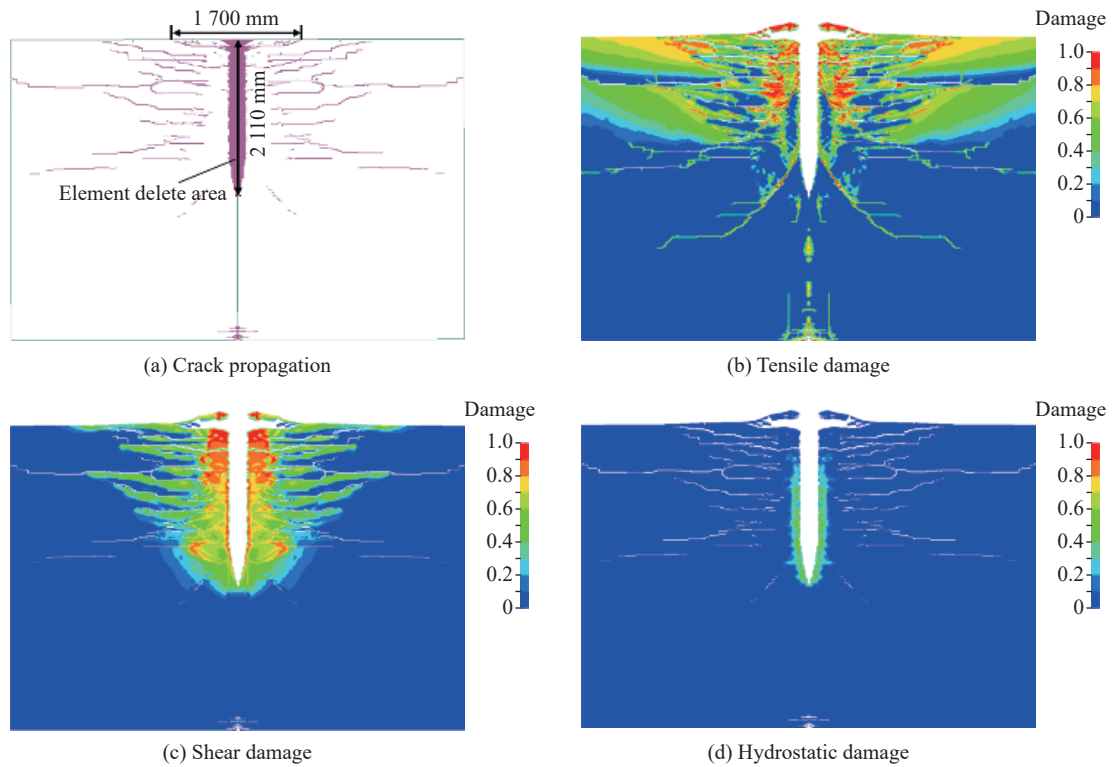 1 700 mm
2 110 mm
Element delete area
(a) Crack propagation
Damage
1.0
0.8
0.6
0.4
0.2
0
(b) Tensile damage
Damage
1.0
0.8
0.6
0.4
0.2
0
(c) Shear damage
Damage
1.0
0.8
0.6
0.4
0.2
0
(d) Hydrostatic damage